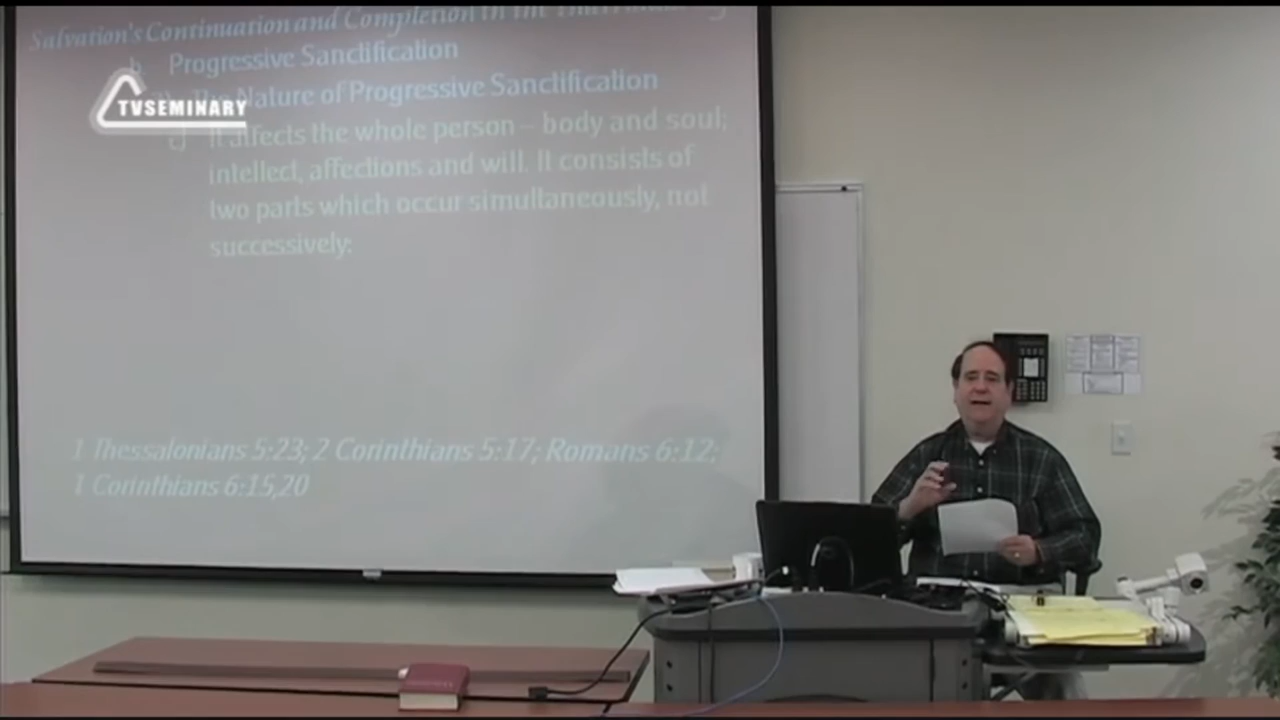 Salvation's Continuation and Completion in the
b. Progressive Sanctification
The Nature of Progressive Sanctification
c) It affects the whole person – body and soul;
intellect, affections and will. It consists of
two parts which occur simultaneously, not
successively:
1 Thessalonians 5:23; 2 Corinthians 5:17; Romans 6:12;
1 Corinthians 6:15,20
TVSEMINARY